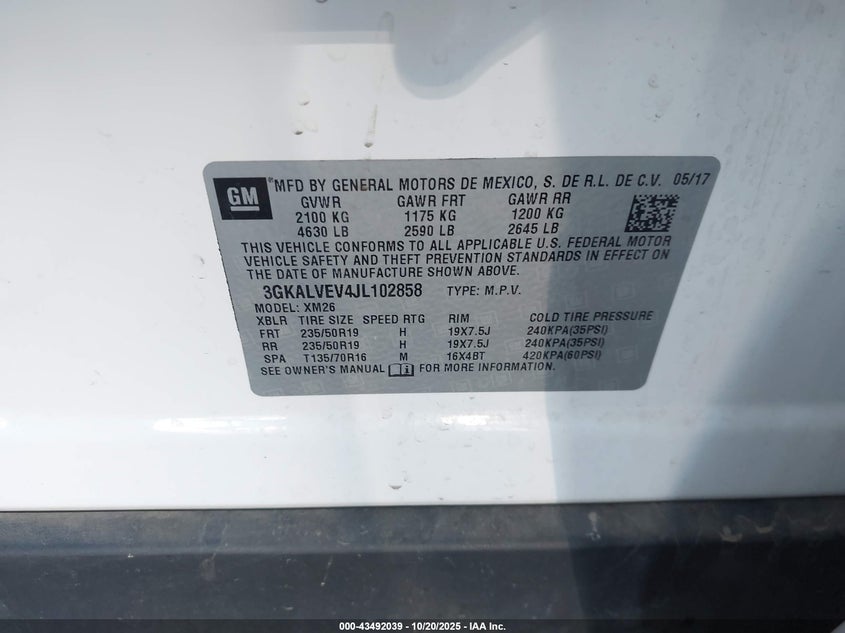 GM ® MFD BY GENERAL MOTORS DE MEXICO, S. DE R.L. DE C.V. 05/17
GVWR GAWR FRT GAWR RR
2100 KG 1175 KG 1200 KG
4630 LB 2590 LB 2645 LB
THIS VEHICLE CONFORMS TO ALL APPLICABLE U.S. FEDERAL MOTOR
VEHICLE SAFETY AND THEFT PREVENTION STANDARDS IN EFFECT ON
THE DATE OF MANUFACTURE SHOWN ABOVE.
3GKALVEV4JL102858 TYPE: M.P.V.
MODEL: XM26
XBLR TIRE SIZE SPEED RTG RIM COLD TIRE PRESSURE
FRT 235/50R19 H 19X7.5J 240KPA(35PSI)
RR 235/50R19 H 19X7.5J 240KPA(35PSI)
SPA T135/70R16 M 16X4BT 420KPA(60PSI)
SEE OWNER'S MANUAL FOR MORE INFORMATION.
000-43492039 - 10/20/2025 - IAA Inc.